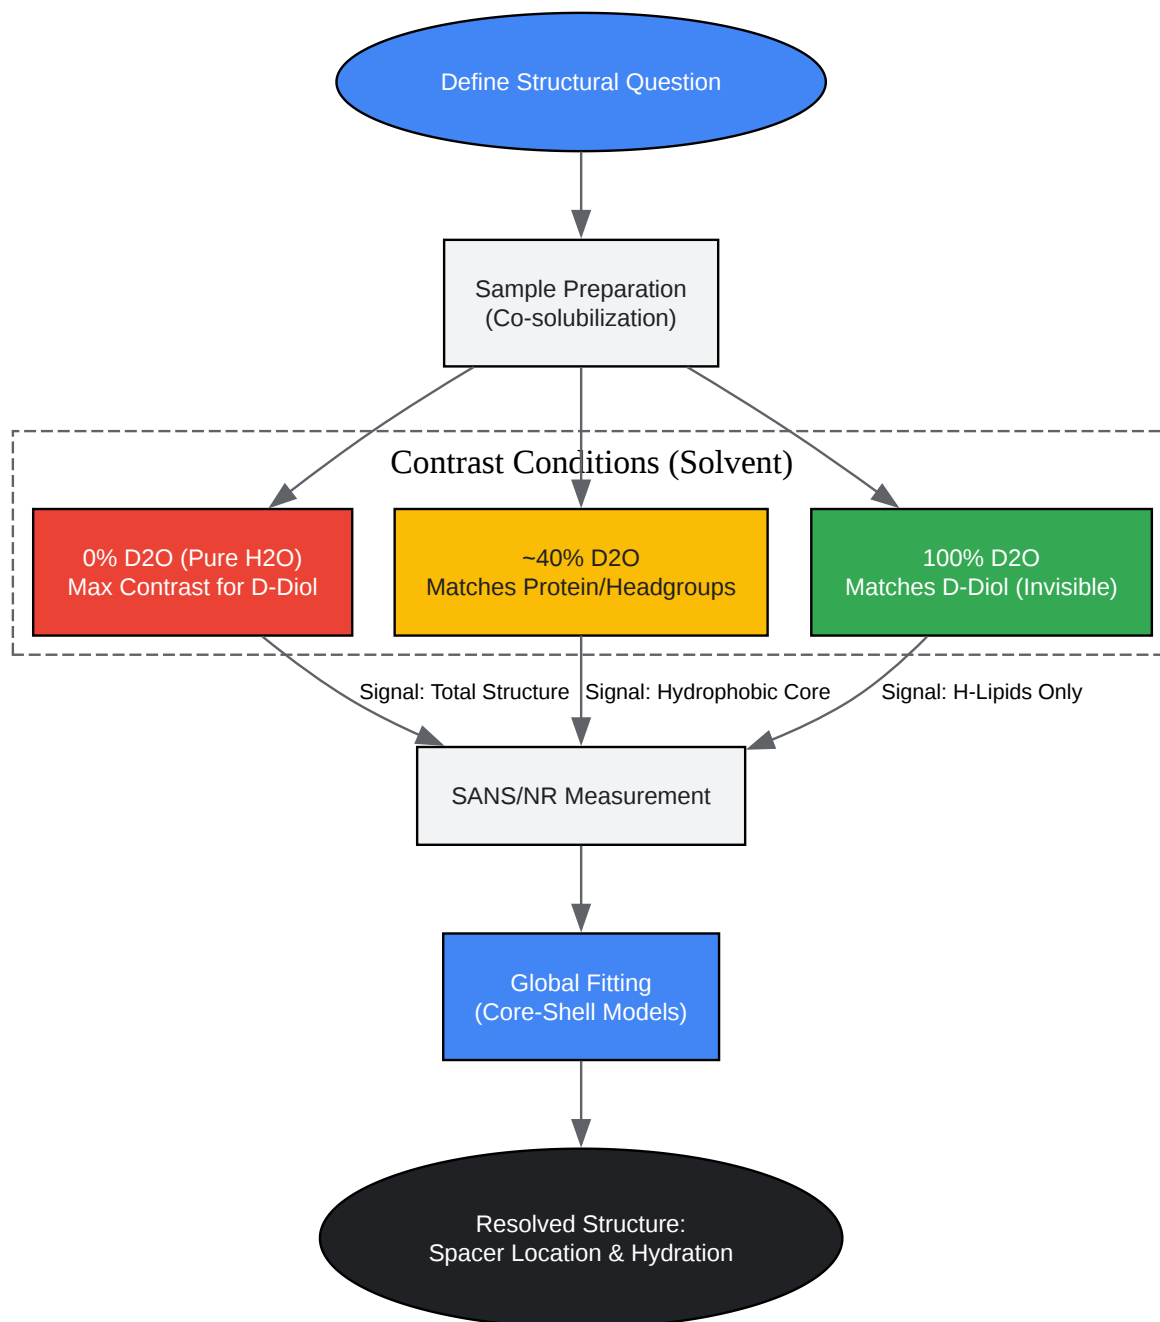 Define Structural Question
Sample Preparation
(Co-solubilization)
Contrast Conditions (Solvent)
0% D2O (Pure H2O)
Max Contrast for D-Diol
~40% D2O
Matches Protein/Headgroups
100% D2O
Matches D-Diol (Invisible)
Signal: Total Structure
Signal: Hydrophobic Core
Signal: H-Lipids Only
SANS/NR Measurement
Global Fitting
(Core-Shell Models)
Resolved Structure:
Spacer Location & Hydration